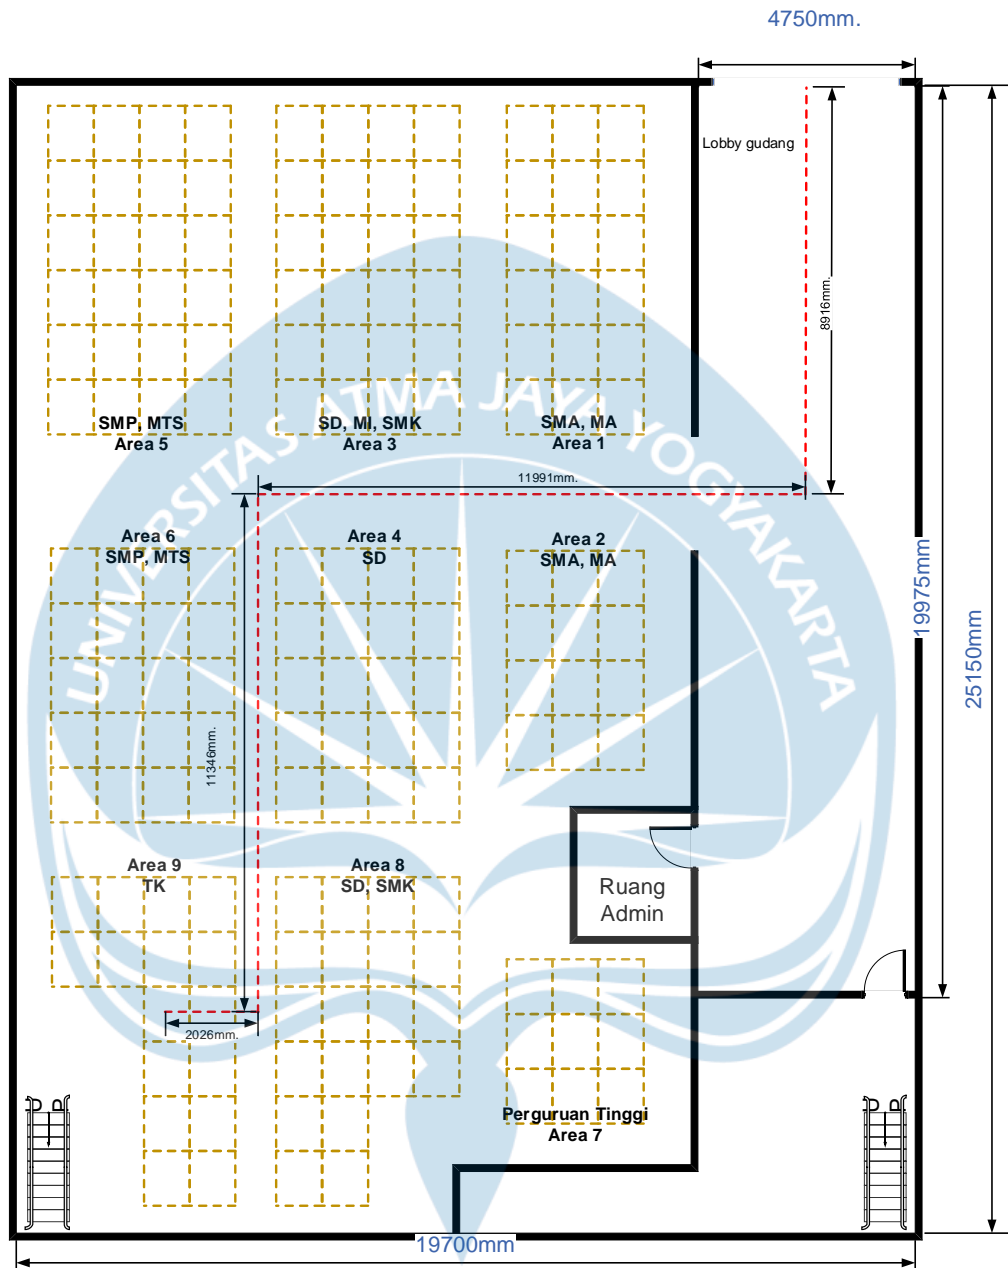 4750mm.
Lobby gudang
8916mm.
SMP, MTS
Area 5
SD, MI, SMK
Area 3
SMA, MA
Area 1
UNIVERSITAS ATMA JAYA YOGYAKARTA
11991mm.
Area 6
SMP, MTS
Area 4
SD
Area 2
SMA, MA
19975mm
25150mm
11346mm.
Area 9
TK
Area 8
SD, SMK
Ruang
Admin
2026mm.
Perguruan Tinggi
Area 7
19700mm